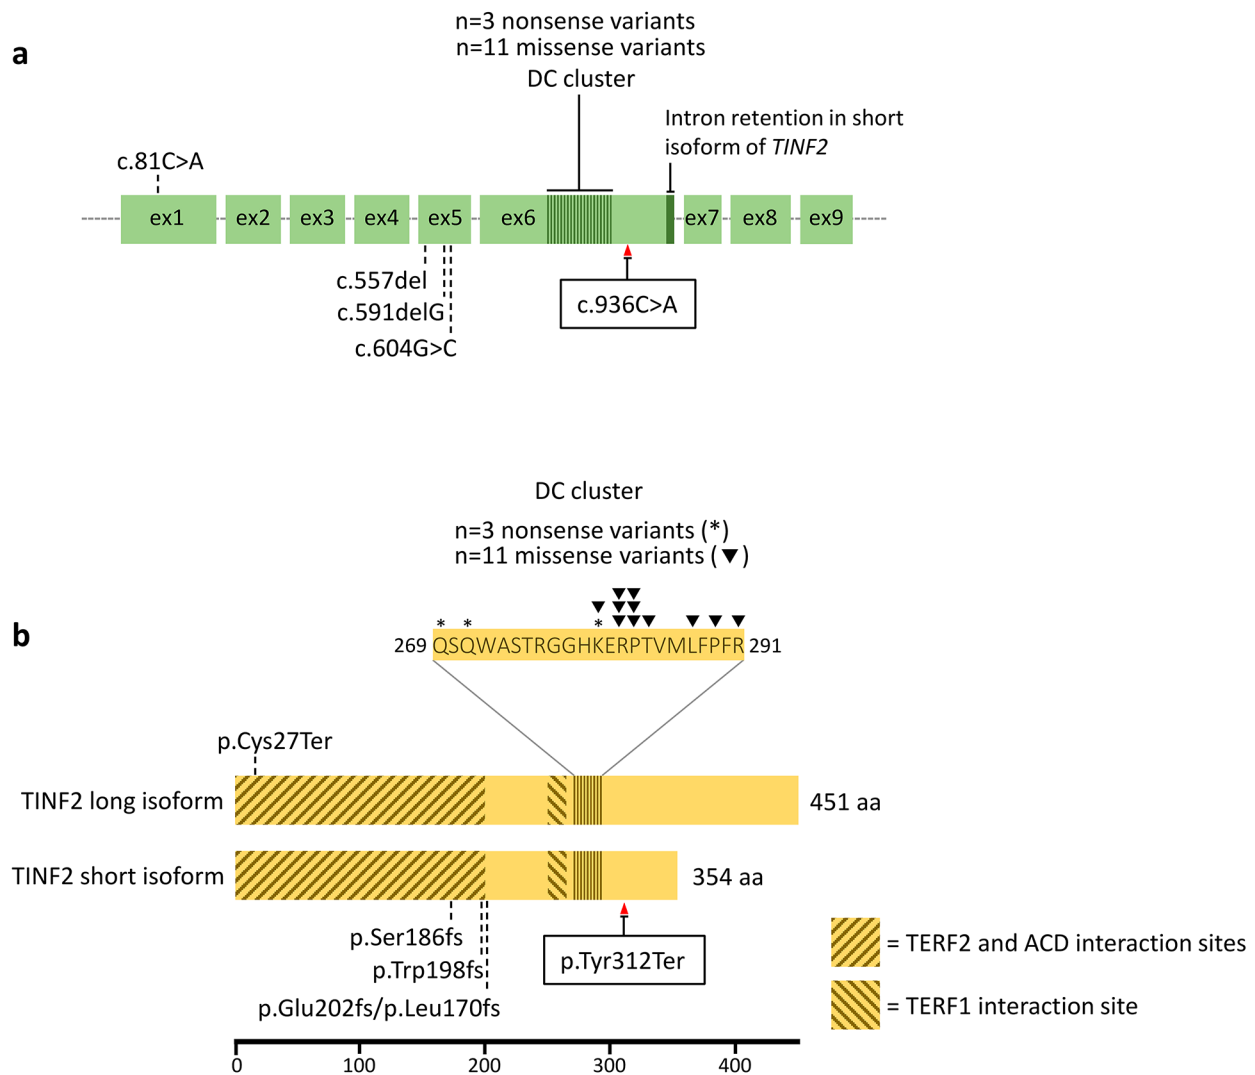 a
n=3 nonsense variants
n=11 missense variants
DC cluster
Intron retention in short
isoform of TINF2
c.81C>A
ex1 ex2 ex3 ex4 ex5 ex6 ex7 ex8 ex9
c.557del
c.591delG
c.604G>C
c.936C>A
DC cluster
n=3 nonsense variants (*)
n=11 missense variants (▼)
b
* * *
269 QSQWASTRGGHKERPTVMLFPFR 291
p.Cys27Ter
TINF2 long isoform 451 aa
TINF2 short isoform 354 aa
p.Ser186fs
p.Trp198fs
p.Glu202fs/p.Leu170fs
p.Tyr312Ter
= TERF2 and ACD interaction sites
= TERF1 interaction site
0 100 200 300 400